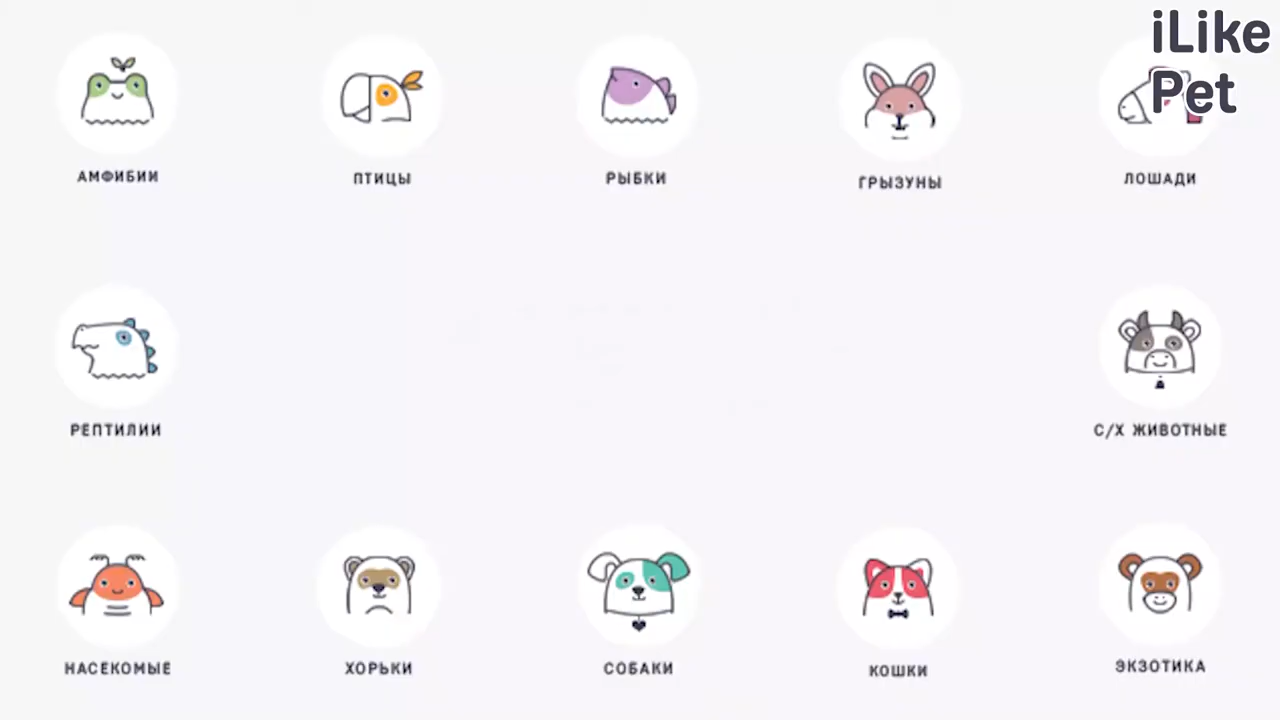 iLike
Pet
АМФИБИИ
ПТИЦЫ
РЫБКИ
ГРЫЗУНЫ
ЛОШАДИ
РЕПТИЛИИ
С/Х ЖИВОТНЫЕ
НАСЕКОМЫЕ
ХОРЬКИ
СОБАКИ
КОШКИ
ЭКЗОТИКА